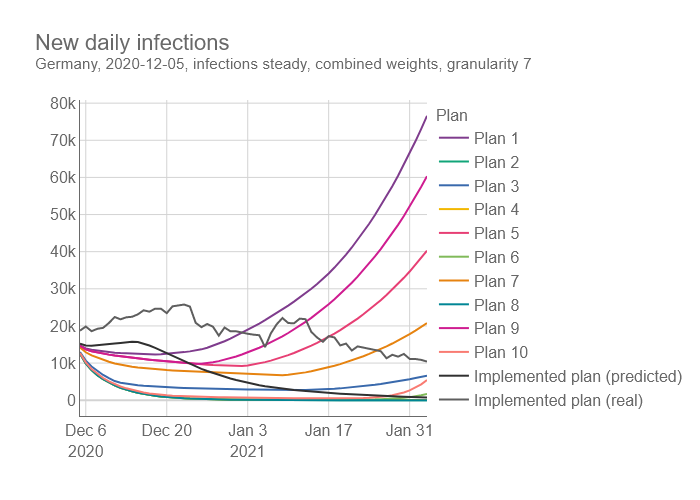 New daily infections
Germany, 2020-12-05, infections steady, combined weights, granularity 7
80k
70k
60k
50k
40k
30k
20k
10k
0
Dec 6
2020
Dec 20
Jan 3
2021
Jan 17
Jan 31
Plan
Plan 1
Plan 2
Plan 3
Plan 4
Plan 5
Plan 6
Plan 7
Plan 8
Plan 9
Plan 10
Implemented plan (predicted)
Implemented plan (real)